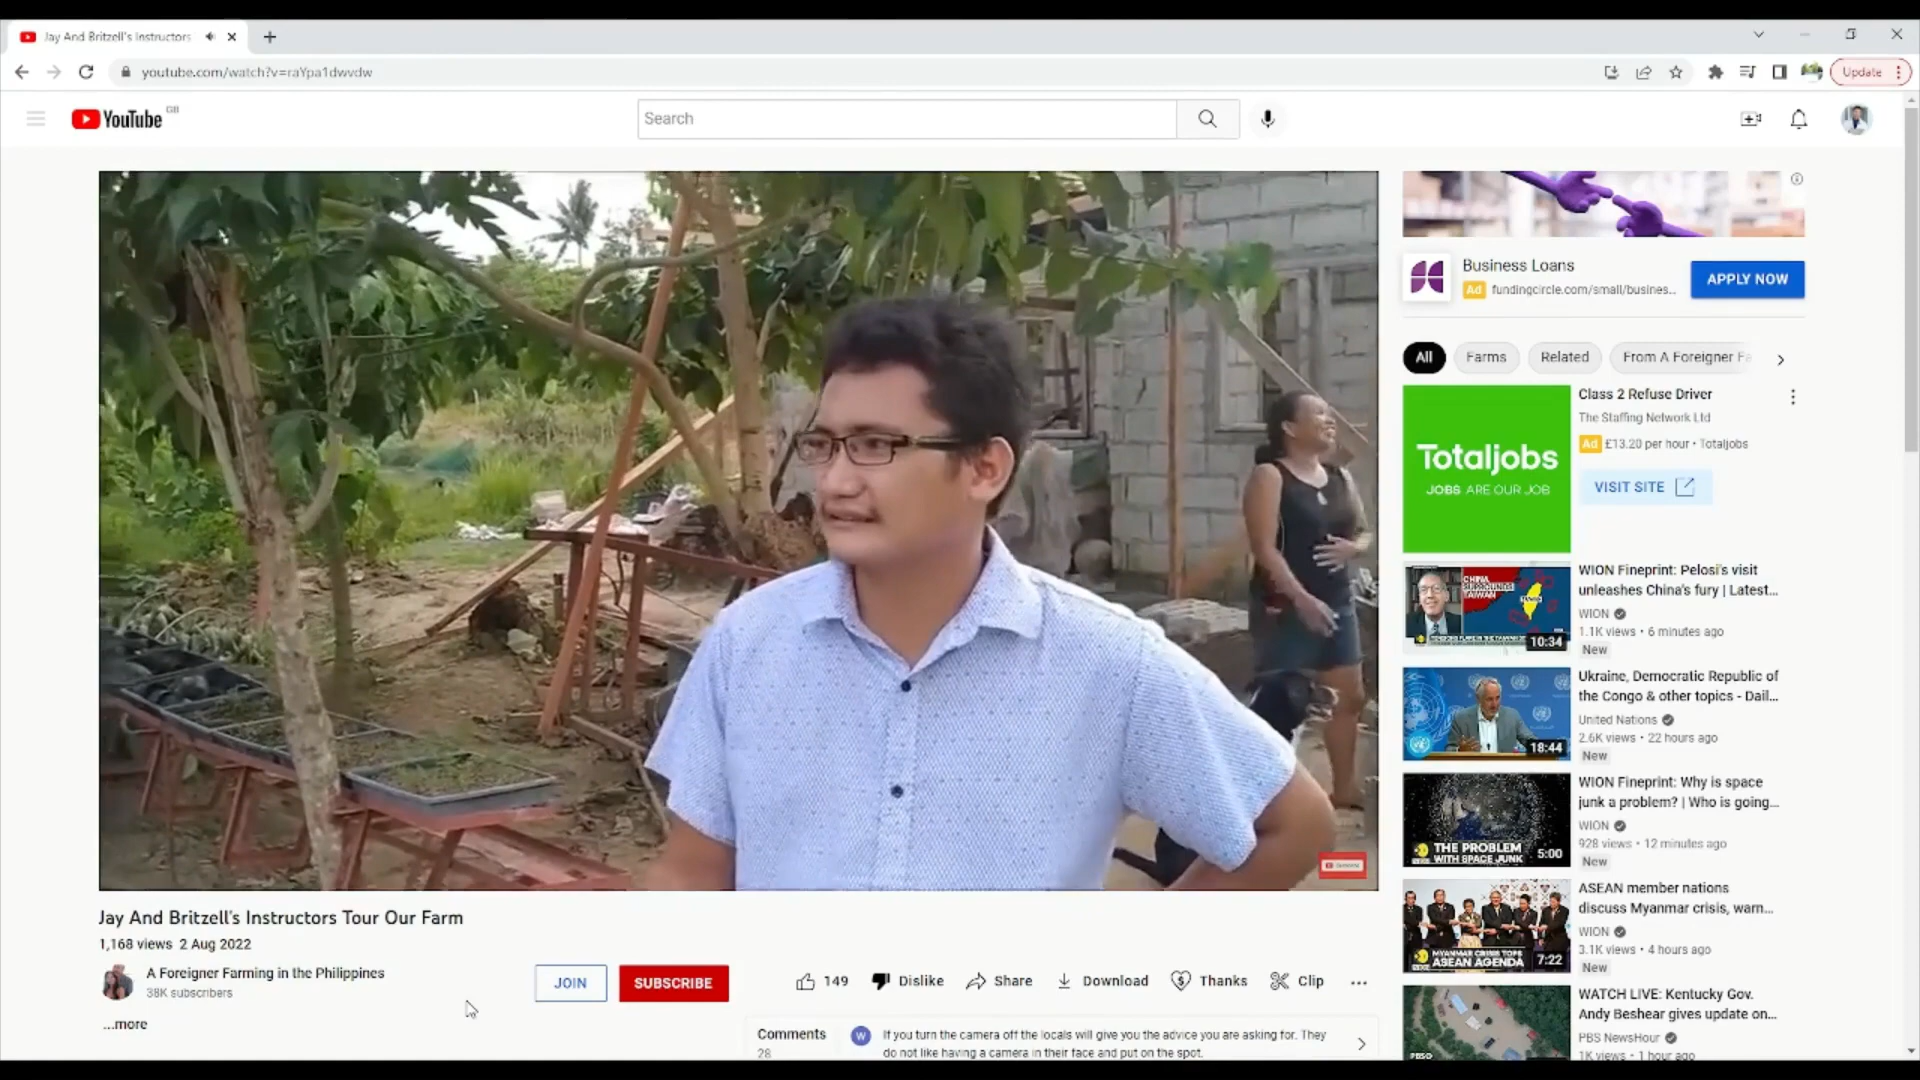 Jay And Britzell's Instructors
youtube.com/watch?v=raYpa1dwvdw
Update
YouTube GB
Search
Business Loans
Ad fundingcircle.com/small/busines...
APPLY NOW
All
Farms
Related
From A Foreigner Fa
Class 2 Refuse Driver
The Staffing Network Ltd
Ad £13.20 per hour • Totaljobs
VISIT SITE
Totaljobs
JOBS ARE OUR JOB
WION Fineprint: Pelosi's visit
unleashes China's fury | Latest...
WION
1.1K views • 6 minutes ago
New
CHINA
SURROUNDS
TAIWAN
10:34
Ukraine, Democratic Republic of
the Congo & other topics - Dail...
United Nations
2.6K views • 22 hours ago
New
18:44
WION Fineprint: Why is space
junk a problem? | Who is going...
WION
928 views • 12 minutes ago
New
THE PROBLEM
WITH SPACE JUNK
5:00
ASEAN member nations
discuss Myanmar crisis, warn...
WION
3.1K views • 4 hours ago
New
MYANMAR CRISIS TOPS
ASEAN AGENDA
7:22
WATCH LIVE: Kentucky Gov.
Andy Beshear gives update on...
PBS NewsHour
1K views • 1 hour ago
Jay And Britzell's Instructors Tour Our Farm
1,168 views 2 Aug 2022
A Foreigner Farming in the Philippines
38K subscribers
JOIN
SUBSCRIBE
149
Dislike
Share
Download
Thanks
Clip
...more
Comments
28
W
If you turn the camera off the locals will give you the advice you are asking for. They
do not like having a camera in their face and put on the spot.